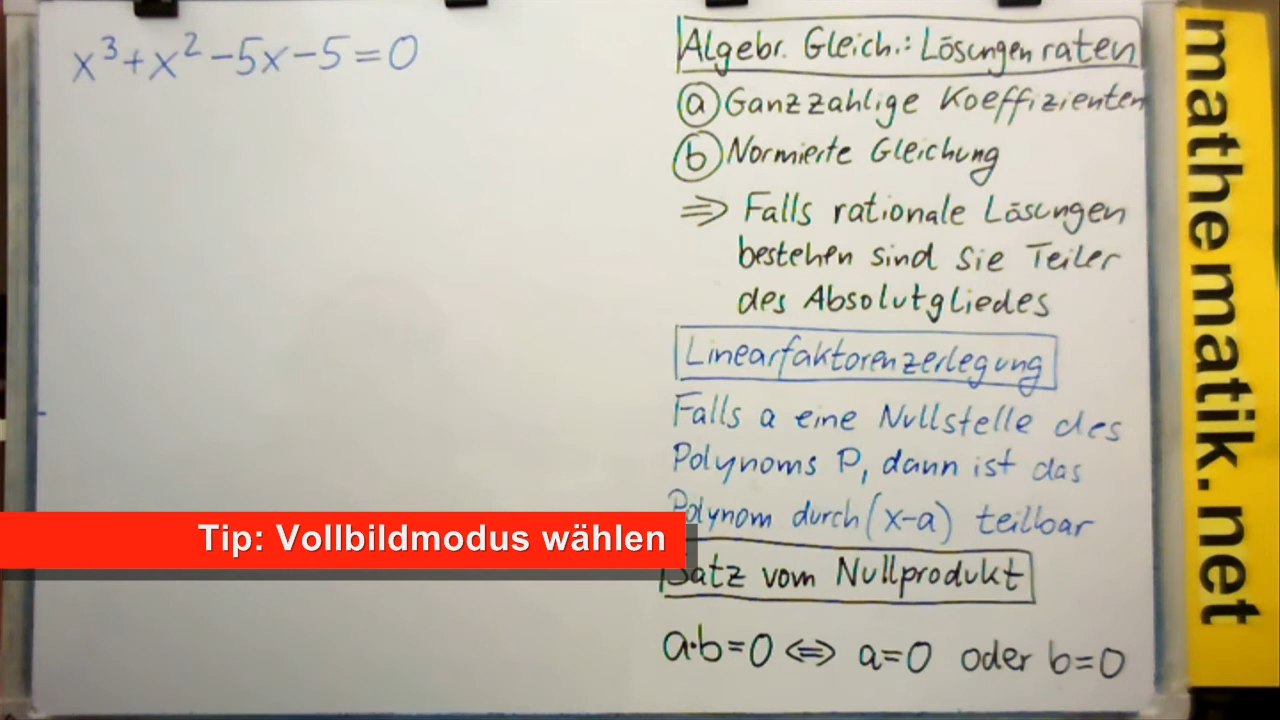 x³+x²-5x-5=0
Algebr. Gleich.: Lösungen raten
ⓐ Ganzzahlige Koeffizienten
ⓑ Normierte Gleichung
⇒ Falls rationale Lösungen
bestehen sind sie Teiler
des Absolutgliedes
Linearfaktorenzerlegung
Falls a eine Nullstelle des
Polynoms P, dann ist das
Polynom durch (x-a) teilbar
Satz vom Nullprodukt
a·b=0 ⇔ a=0 oder b=0
Tip: Vollbildmodus wählen
mathematik.net